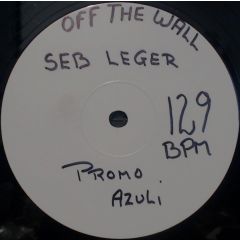 OFF THE WALL
SEB LEGER
129
BPM
PROMO.
AZULI.